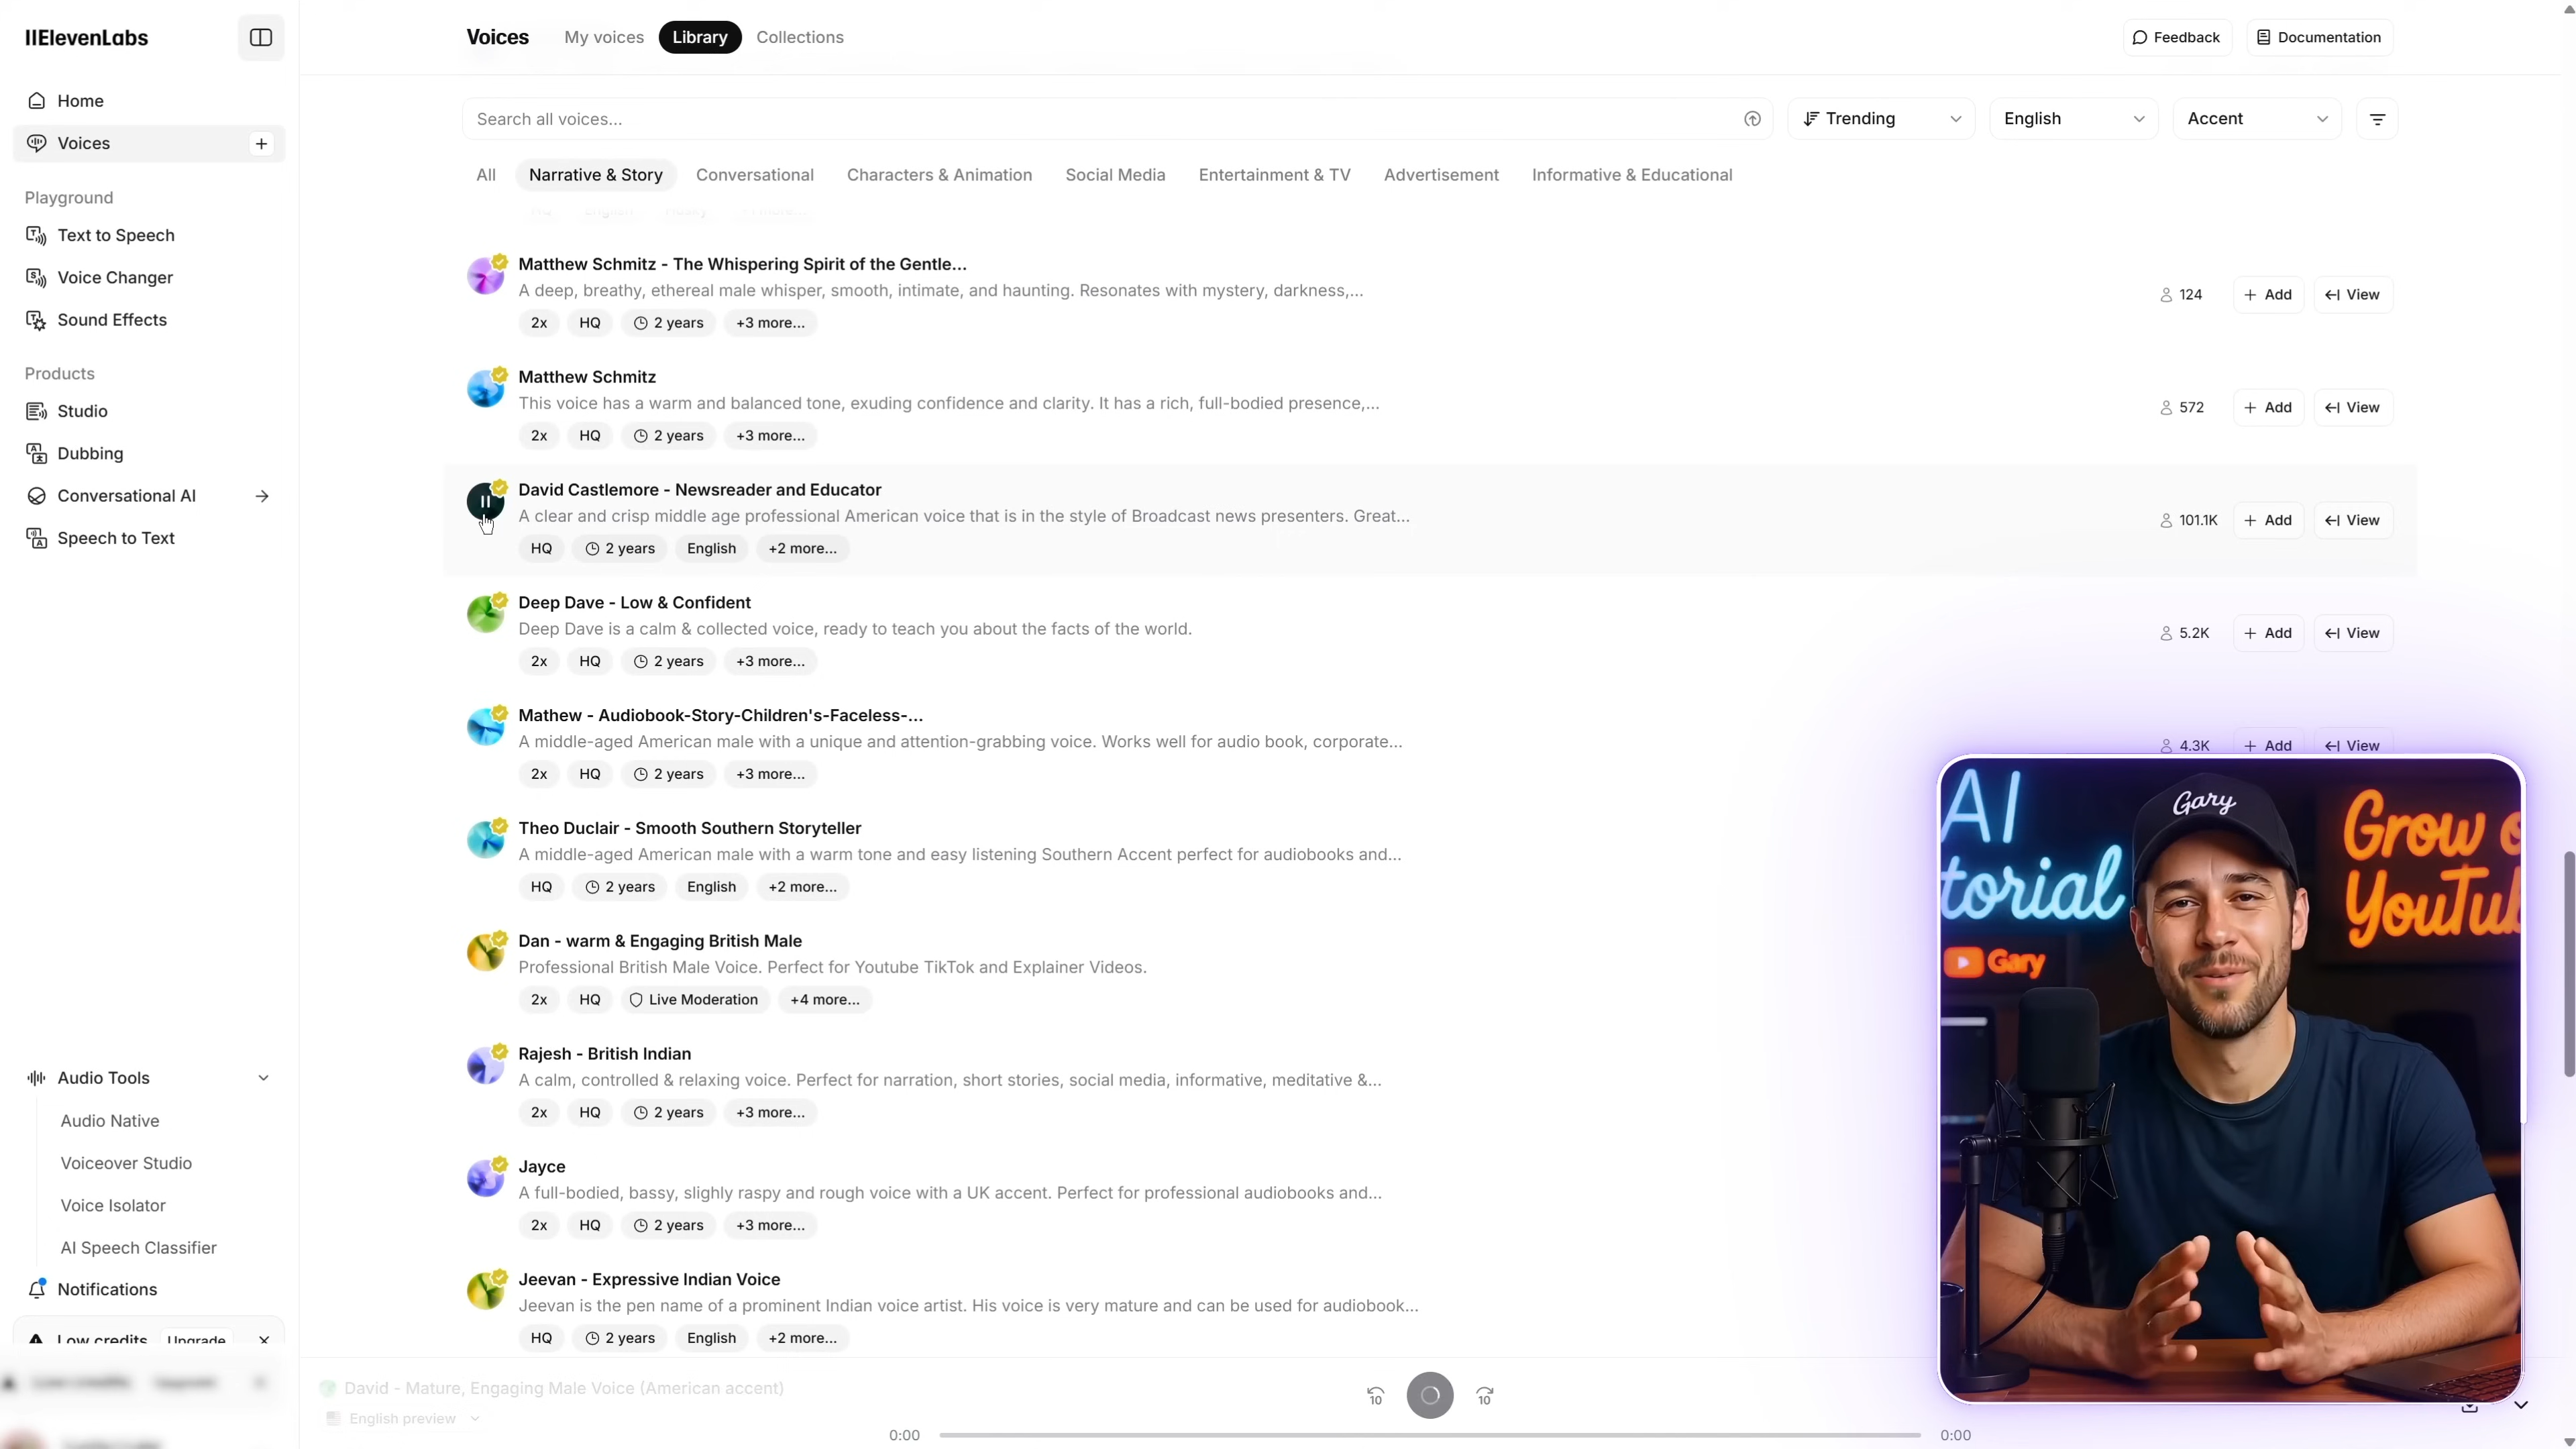 IIElevenLabs
Home
Voices
Playground
Text to Speech
Voice Changer
Sound Effects
Products
Studio
Dubbing
Conversational AI
Speech to Text
Audio Tools
Audio Native
Voiceover Studio
Voice Isolator
AI Speech Classifier
Notifications
Low credits Upgrade
Voices My voices Library Collections
Feedback Documentation
Search all voices...
Trending English Accent
All Narrative & Story Conversational Characters & Animation Social Media Entertainment & TV Advertisement Informative & Educational
HQ English Husky
Matthew Schmitz - The Whispering Spirit of the Gentle...
A deep, breathy, ethereal male whisper, smooth, intimate, and haunting. Resonates with mystery, darkness,...
2x HQ 2 years +3 more...
124 + Add View
Matthew Schmitz
This voice has a warm and balanced tone, exuding confidence and clarity. It has a rich, full-bodied presence,...
2x HQ 2 years +3 more...
572 + Add View
David Castlemore - Newsreader and Educator
A clear and crisp middle age professional American voice that is in the style of Broadcast news presenters. Great...
HQ 2 years English +2 more...
101.1K + Add View
Deep Dave - Low & Confident
Deep Dave is a calm & collected voice, ready to teach you about the facts of the world.
2x HQ 2 years +3 more...
5.2K + Add View
Mathew - Audiobook-Story-Children's-Faceless-...
A middle-aged American male with a unique and attention-grabbing voice. Works well for audio book, corporate...
2x HQ 2 years +3 more...
4.3K + Add View
Theo Duclair - Smooth Southern Storyteller
A middle-aged American male with a warm tone and easy listening Southern Accent perfect for audiobooks and...
HQ 2 years English +2 more...
Dan - warm & Engaging British Male
Professional British Male Voice. Perfect for Youtube TikTok and Explainer Videos.
2x HQ Live Moderation +4 more...
Rajesh - British Indian
A calm, controlled & relaxing voice. Perfect for narration, short stories, social media, informative, meditative &...
2x HQ 2 years +3 more...
Jayce
A full-bodied, bassy, slighly raspy and rough voice with a UK accent. Perfect for professional audiobooks and...
2x HQ 2 years +3 more...
Jeevan - Expressive Indian Voice
Jeevan is the pen name of a prominent Indian voice artist. His voice is very mature and can be used for audiobook...
HQ 2 years English +2 more...
David - Mature, Engaging Male Voice (American accent)
English preview
10 10
0:00 0:00
AI
torial
Gary
Grow o
YouTub
Gary